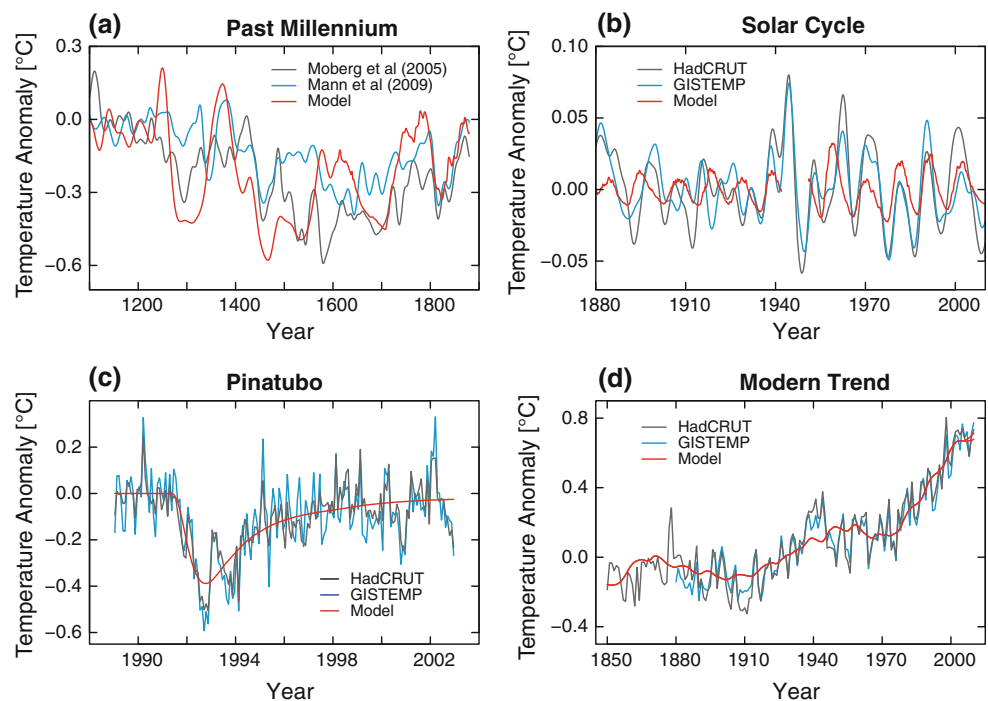 (a) Past Millennium
Temperature Anomaly [°C]
0.3
0.0
−0.3
−0.6
Moberg et al (2005)
Mann et al (2009)
Model
1200 1400 1600 1800
Year
(b) Solar Cycle
Temperature Anomaly [°C]
0.10
0.05
0.00
−0.05
HadCRUT
GISTEMP
Model
1880 1910 1940 1970 2000
Year
(c) Pinatubo
Temperature Anomaly [°C]
0.2
0.0
−0.2
−0.4
−0.6
HadCRUT
GISTEMP
Model
1990 1994 1998 2002
Year
(d) Modern Trend
Temperature Anomaly [°C]
0.8
0.4
0.0
−0.4
HadCRUT
GISTEMP
Model
1850 1880 1910 1940 1970 2000
Year